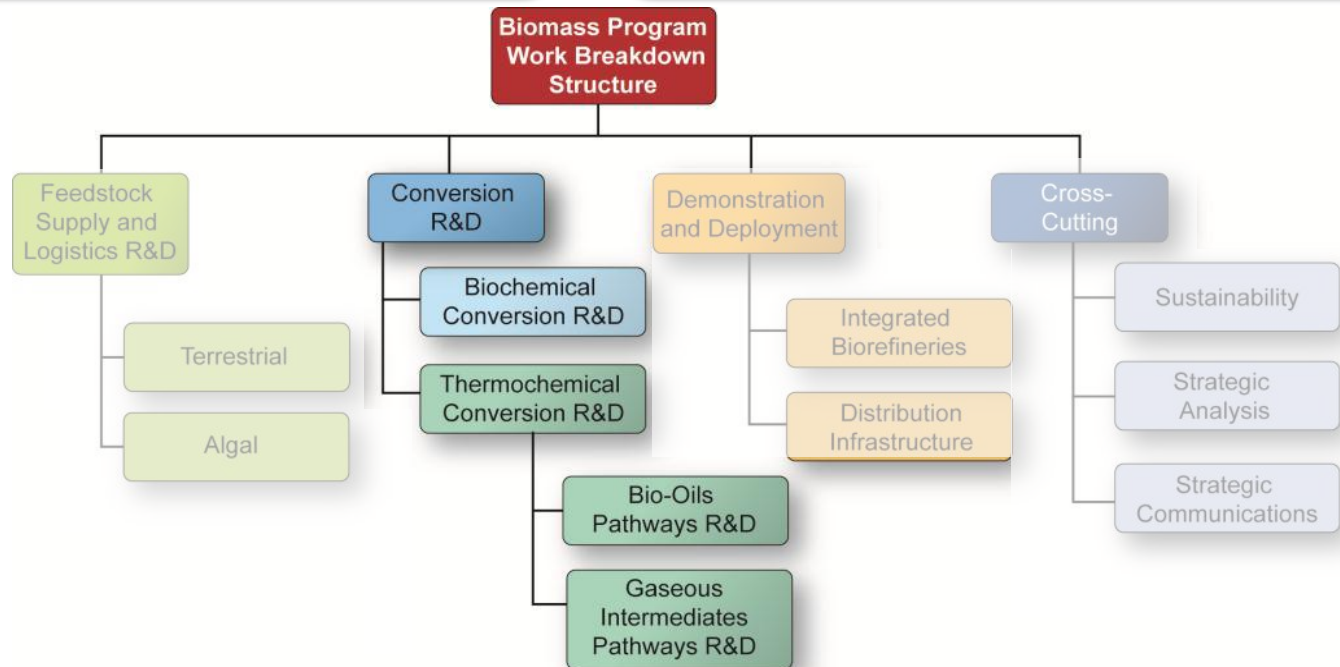 Biomass Program
Work Breakdown
Structure
Feedstock
Supply and
Logistics R&D
Conversion
R&D
Demonstration
and Deployment
Cross-
Cutting
Terrestrial
Algal
Biochemical
Conversion R&D
Thermochemical
Conversion R&D
Bio-Oils
Pathways R&D
Gaseous
Intermediates
Pathways R&D
Integrated
Biorefineries
Distribution
Infrastructure
Sustainability
Strategic
Analysis
Strategic
Communications